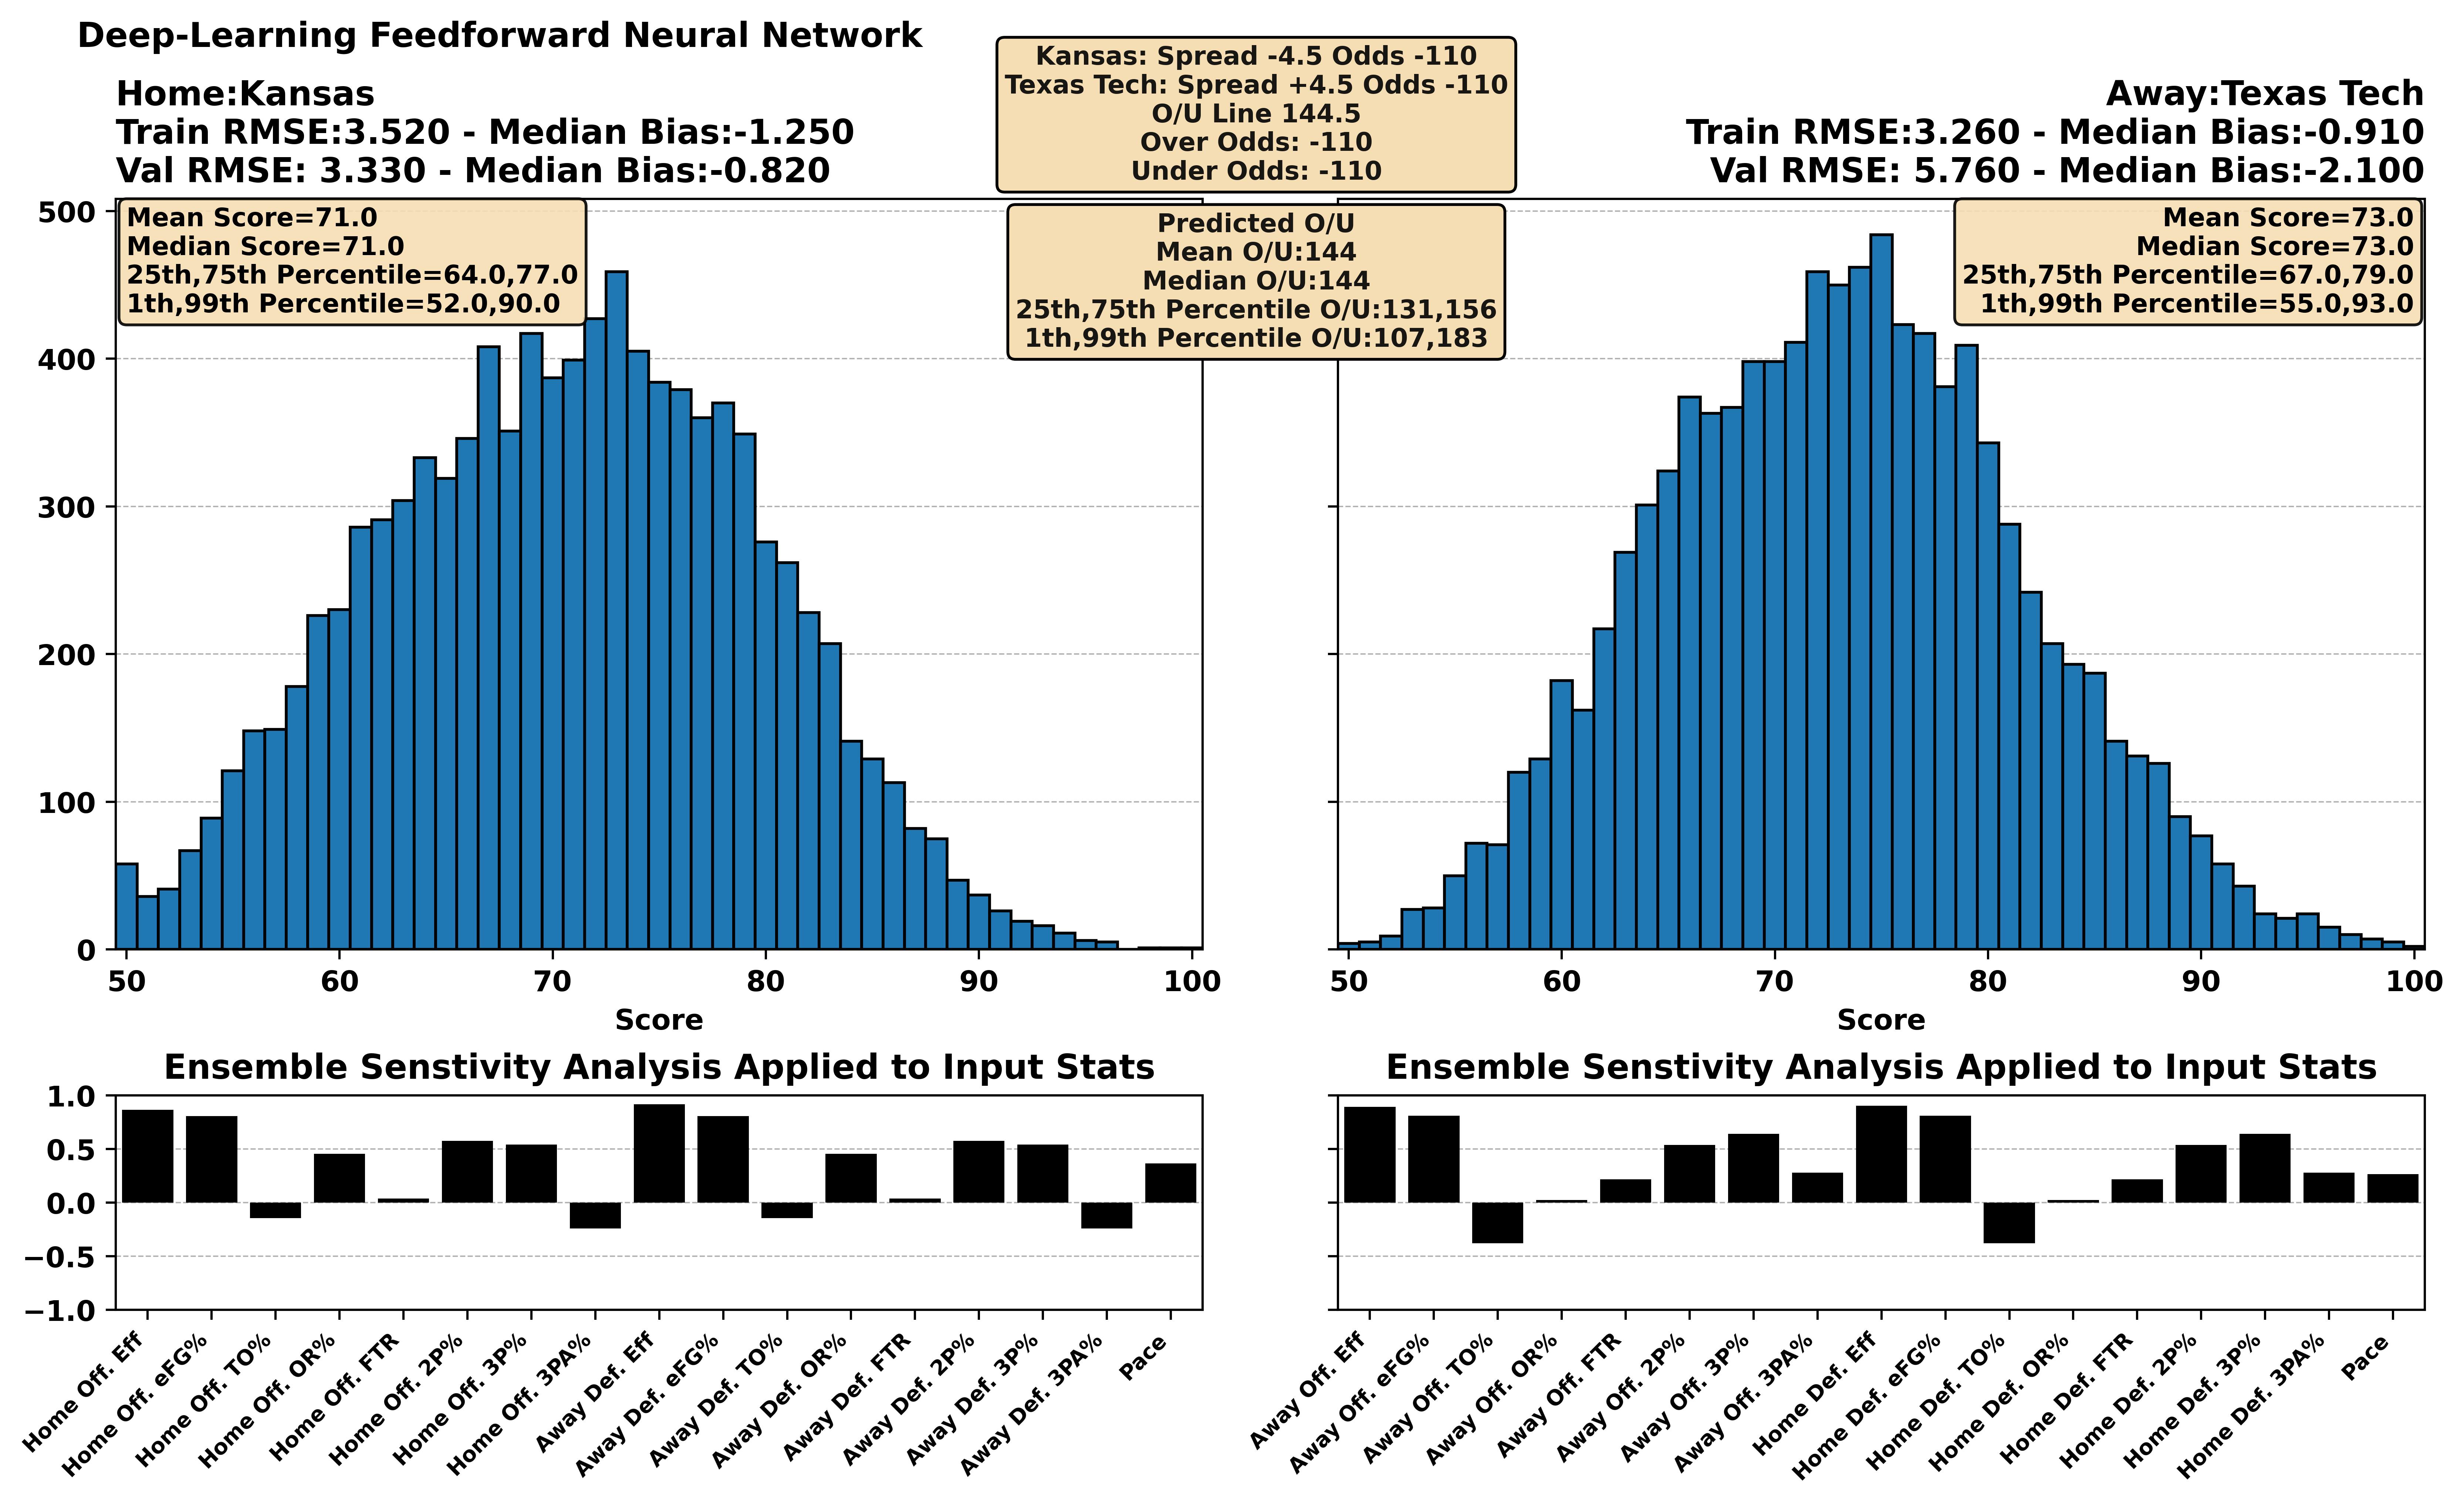 Deep-Learning Feedforward Neural Network
Home:Kansas
Train RMSE:3.520 - Median Bias:-1.250
Val RMSE: 3.330 - Median Bias:-0.820
Kansas: Spread -4.5 Odds -110
Texas Tech: Spread +4.5 Odds -110
O/U Line 144.5
Over Odds: -110
Under Odds: -110
Away:Texas Tech
Train RMSE:3.260 - Median Bias:-0.910
Val RMSE: 5.760 - Median Bias:-2.100
Mean Score=71.0
Median Score=71.0
25th,75th Percentile=64.0,77.0
1th,99th Percentile=52.0,90.0
Predicted O/U
Mean O/U:144
Median O/U:144
25th,75th Percentile O/U:131,156
1th,99th Percentile O/U:107,183
Mean Score=73.0
Median Score=73.0
25th,75th Percentile=67.0,79.0
1th,99th Percentile=55.0,93.0
500
400
300
200
100
0
50 60 70 80 90 100
Score
50 60 70 80 90 100
Score
Ensemble Senstivity Analysis Applied to Input Stats
Ensemble Senstivity Analysis Applied to Input Stats
1.0
0.5
0.0
−0.5
−1.0
Home Off. Eff
Home Off. eFG%
Home Off. TO%
Home Off. OR%
Home Off. FTR
Home Off. 2P%
Home Off. 3P%
Home Off. 3PA%
Away Def. Eff
Away Def. eFG%
Away Def. TO%
Away Def. OR%
Away Def. FTR
Away Def. 2P%
Away Def. 3P%
Away Def. 3PA%
Pace
Away Off. Eff
Away Off. eFG%
Away Off. TO%
Away Off. OR%
Away Off. FTR
Away Off. 2P%
Away Off. 3P%
Away Off. 3PA%
Home Def. Eff
Home Def. eFG%
Home Def. TO%
Home Def. OR%
Home Def. FTR
Home Def. 2P%
Home Def. 3P%
Home Def. 3PA%
Pace